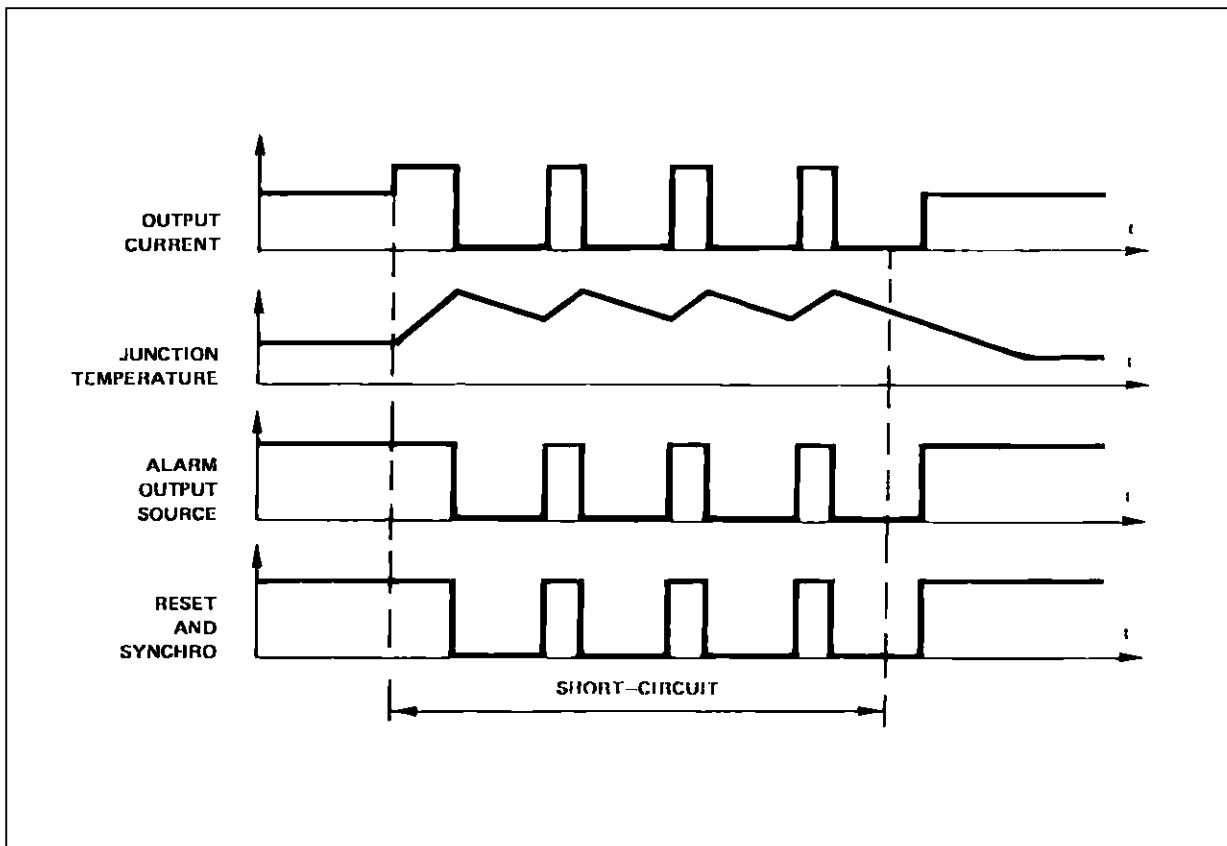 OUTPUT
CURRENT
t
JUNCTION
TEMPERATURE
t
ALARM
OUTPUT
SOURCE
t
RESET
AND
SYNCHRO
t
SHORT-CIRCUIT